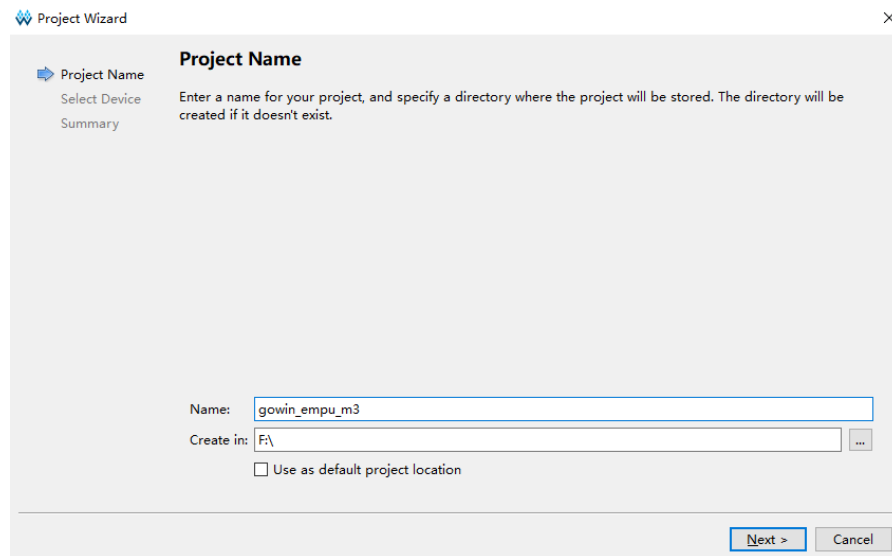 Project Wizard
Project Name
Select Device
Summary
Project Name
Enter a name for your project, and specify a directory where the project will be stored. The directory will be
created if it doesn't exist.
Name: gowin_empu_m3
Create in: F:\ ...
Use as default project location
Next > Cancel